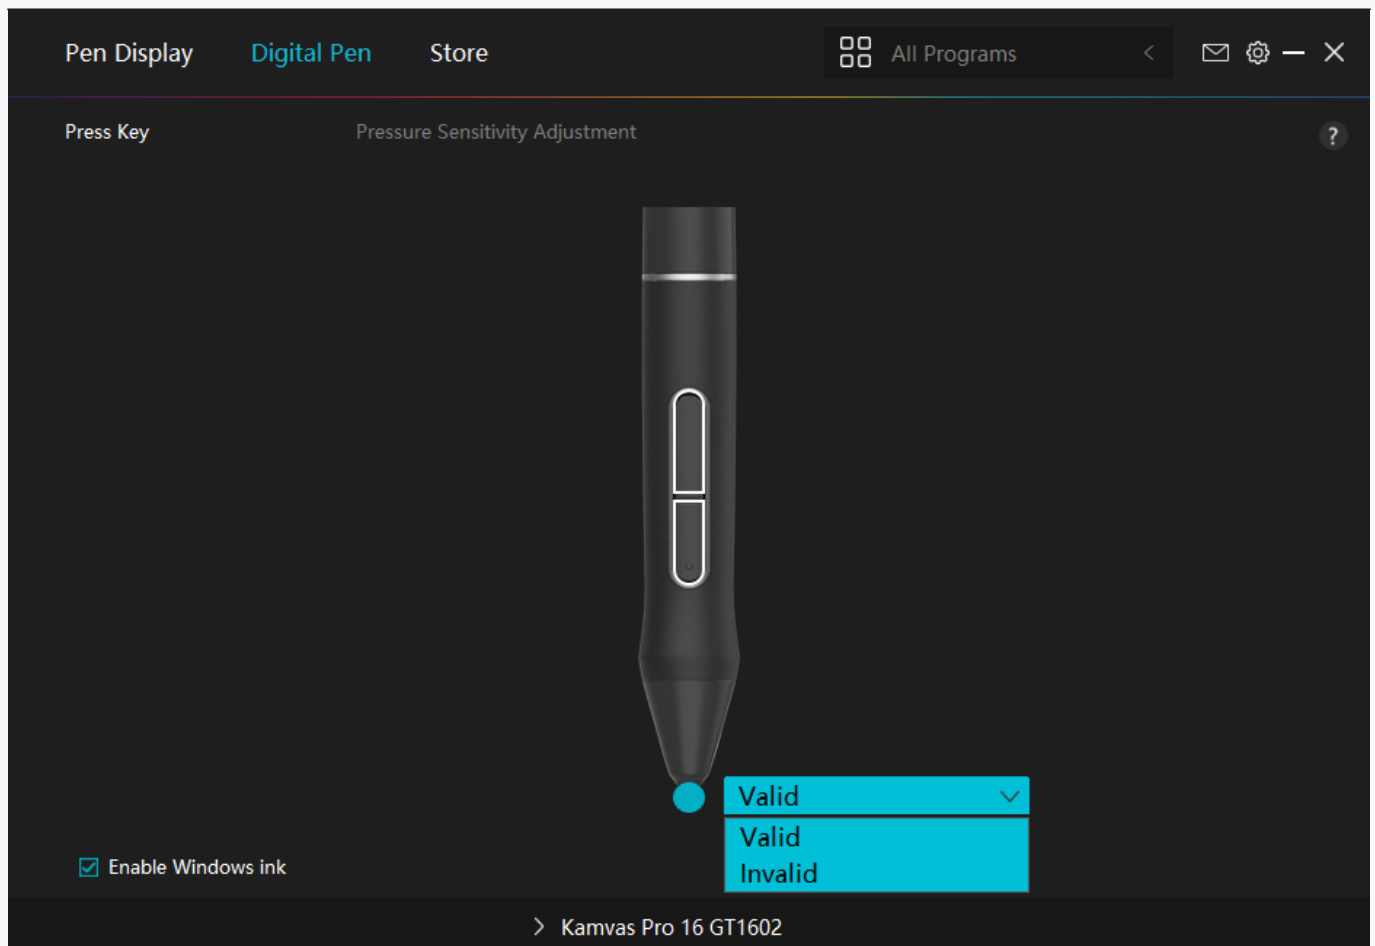 Pen Display Digital Pen Store All Programs
Press Key Pressure Sensitivity Adjustment ?
Valid
Valid
Invalid
Enable Windows ink
Kamvas Pro 16 GT1602